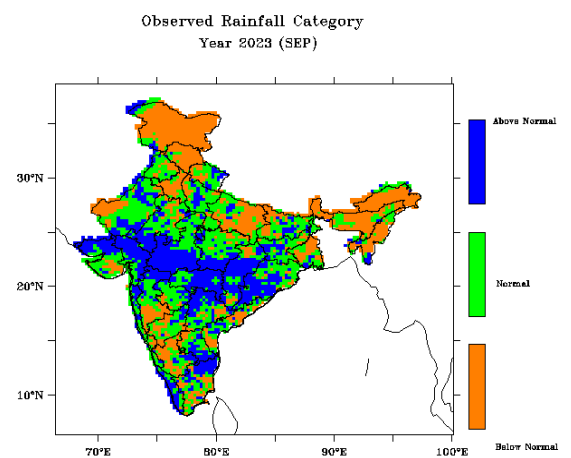 Observed Rainfall Category
Year 2023 (SEP)
Above Normal
30°N
Normal
20°N
10°N
Below Normal
70°E 80°E 90°E 100°E